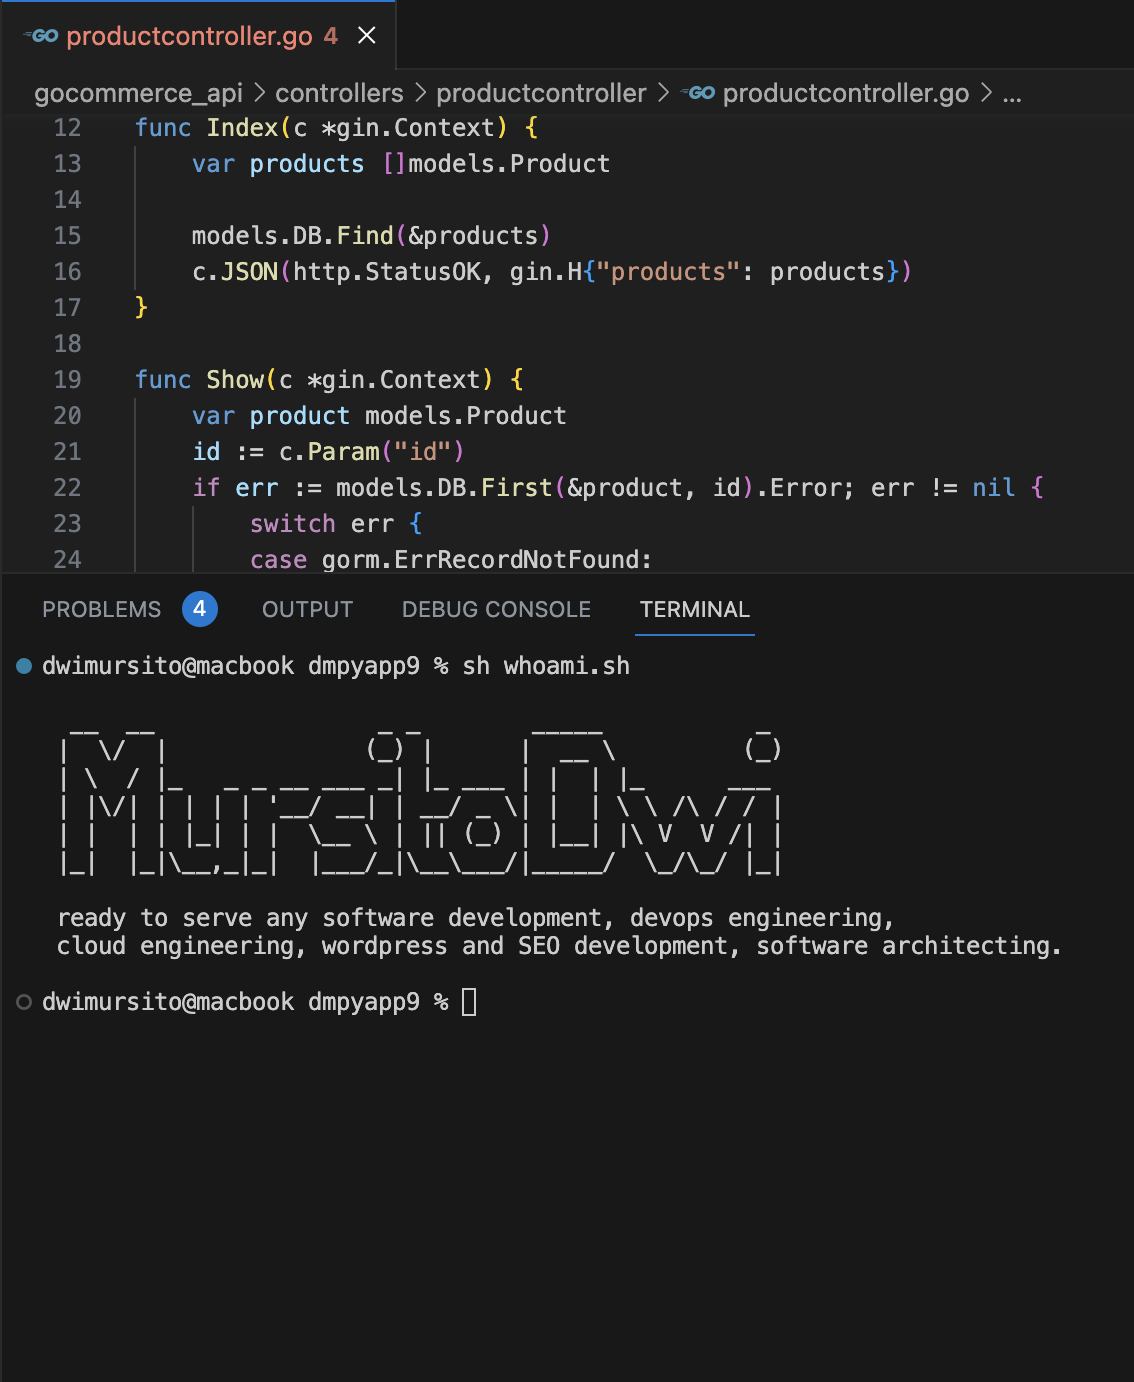 GO productcontroller.go 4
gocommerce_api > controllers > productcontroller > GO productcontroller.go > ...
12 func Index(c *gin.Context) {
13 var products []models.Product
14
15 models.DB.Find(&products)
16 c.JSON(http.StatusOK, gin.H{"products": products})
17 }
18
19 func Show(c *gin.Context) {
20 var product models.Product
21 id := c.Param("id")
22 if err := models.DB.First(&product, id).Error; err != nil {
23 switch err {
24 case gorm.ErrRecordNotFound:
PROBLEMS 4 OUTPUT DEBUG CONSOLE TERMINAL
dwimursito@macbook dmpyapp9 % sh whoami.sh
MursitoDwi
ready to serve any software development, devops engineering,
cloud engineering, wordpress and SEO development, software architecting.
dwimursito@macbook dmpyapp9 %